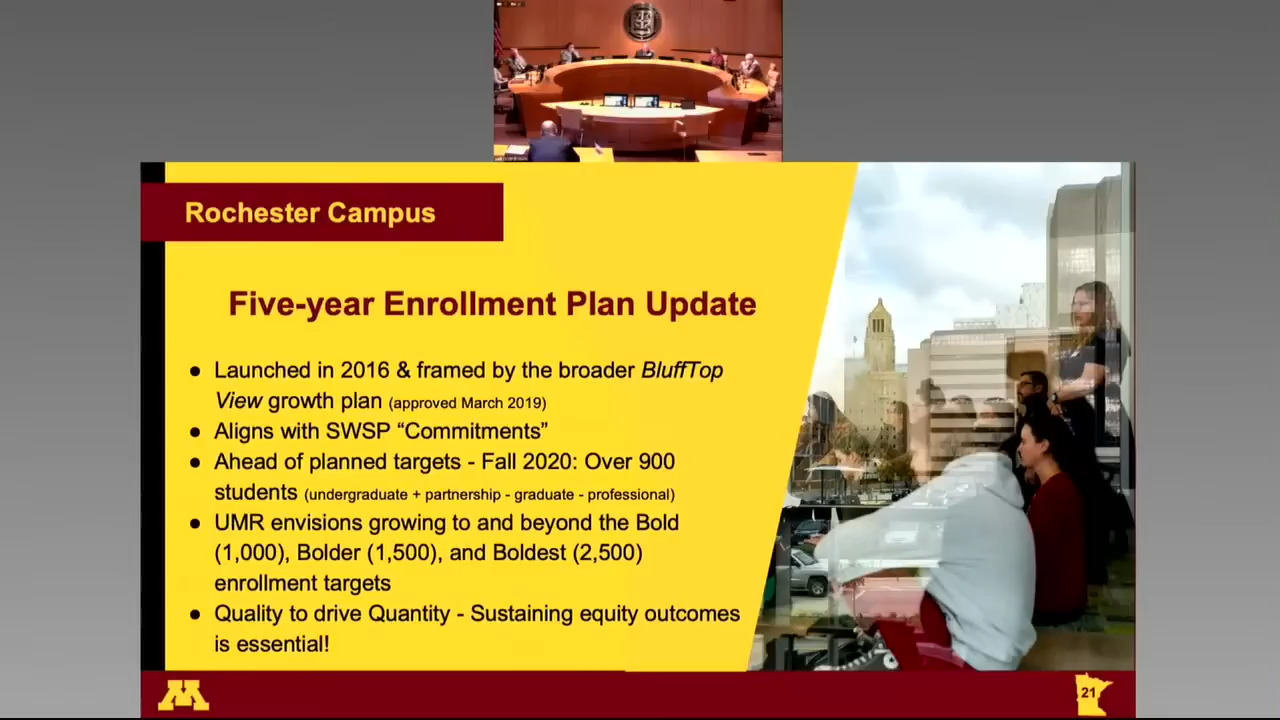 Rochester Campus
Five-year Enrollment Plan Update
● Launched in 2016 & framed by the broader BluffTop
View growth plan (approved March 2019)
● Aligns with SWSP “Commitments”
● Ahead of planned targets - Fall 2020: Over 900
students (undergraduate + partnership - graduate - professional)
● UMR envisions growing to and beyond the Bold
(1,000), Bolder (1,500), and Boldest (2,500)
enrollment targets
● Quality to drive Quantity - Sustaining equity outcomes
is essential!
M
21